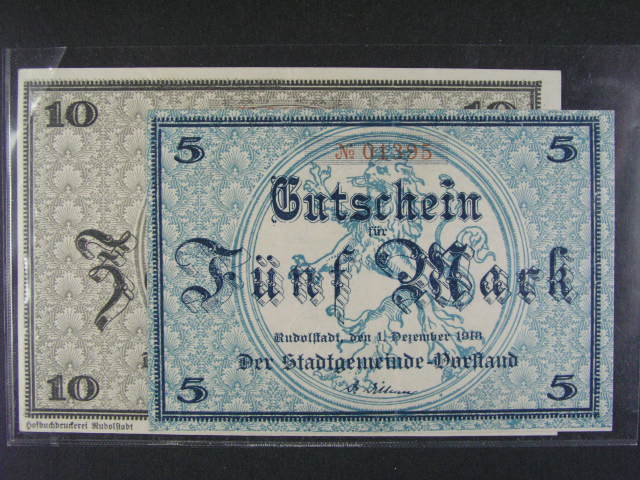 10 10
5 № 01395 5
Gutschein
für
Fünf Mark
Rudolstadt, den 1. Dezember 1918
Der Stadtgemeinde-Vorstand
5 5
10
Hofbuchdruckerei Rudolstadt